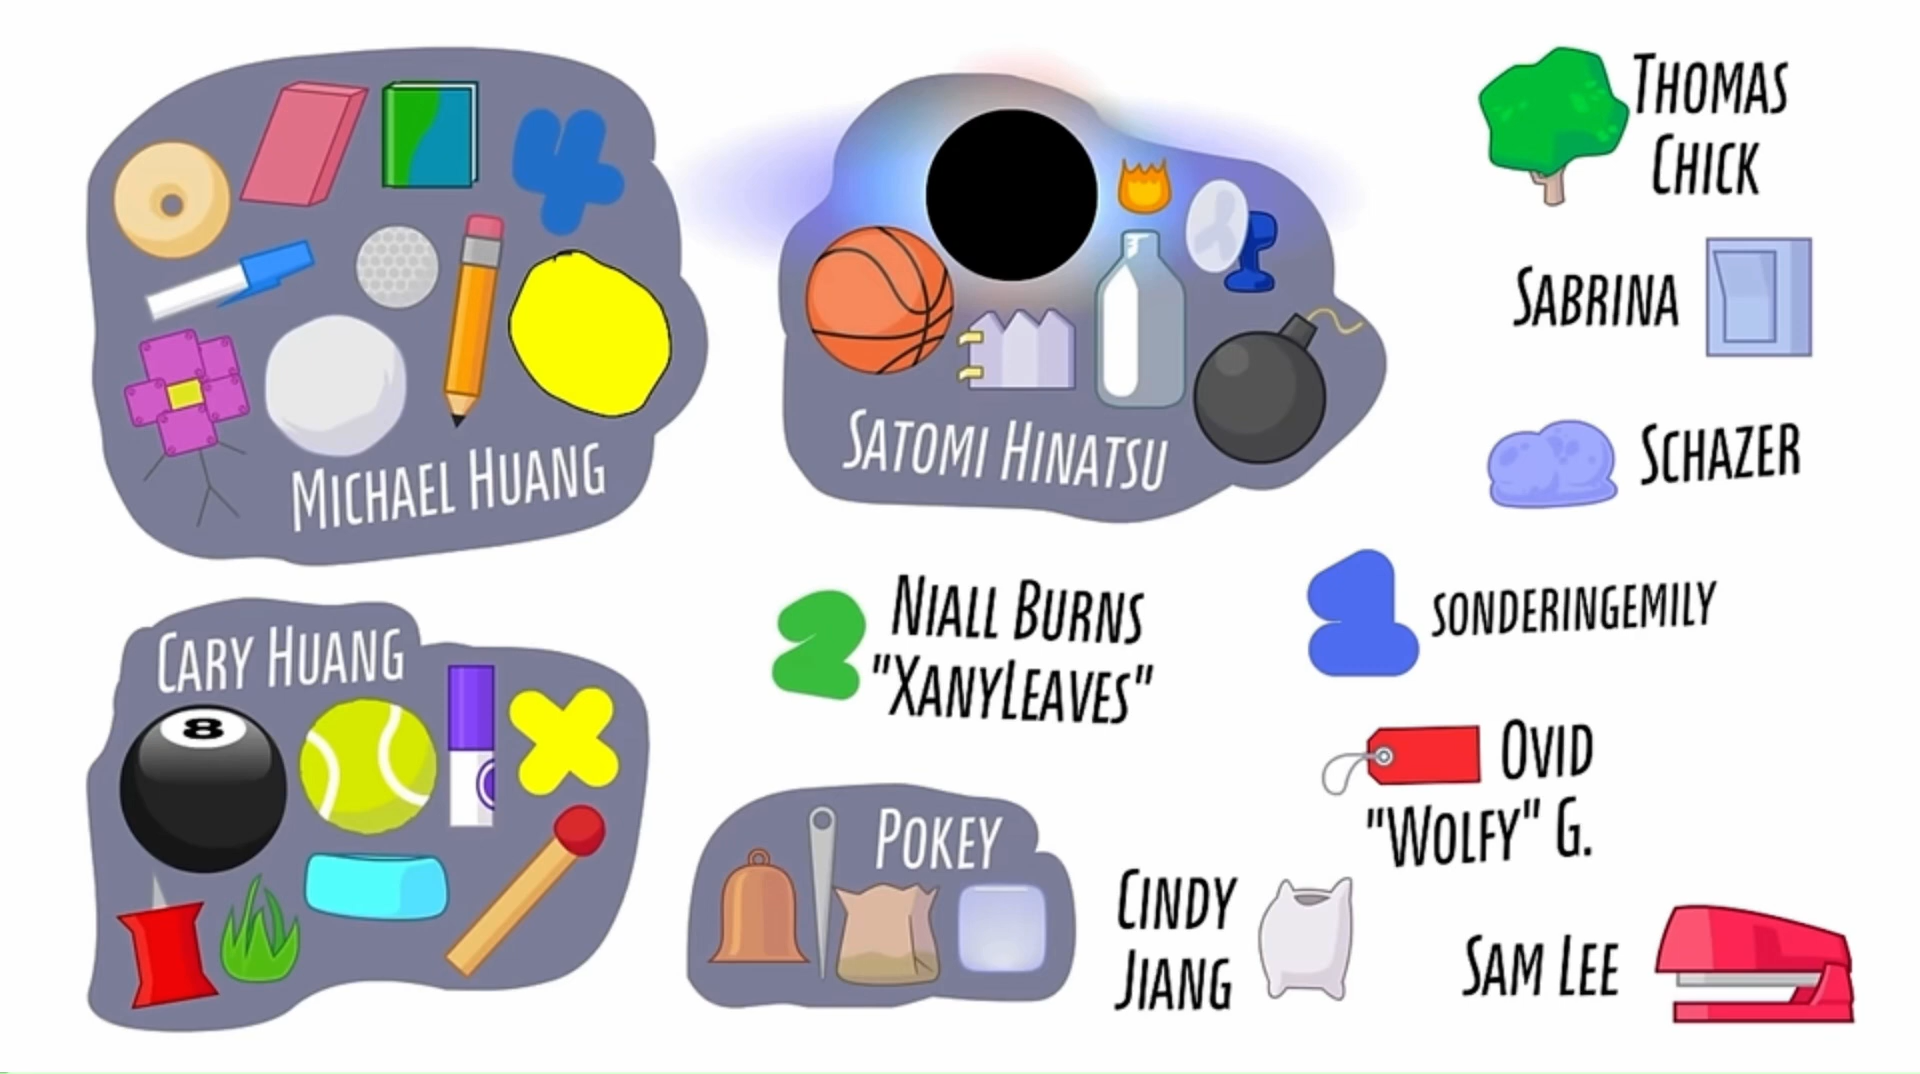 Michael Huang
Satomi Hinatsu
Thomas
Chick
Sabrina
Schazer
Cary Huang
8
Niall Burns
"XanyLeaves"
sonderingemily
Ovid
"Wolfy" G.
Pokey
Cindy
Jiang
Sam Lee